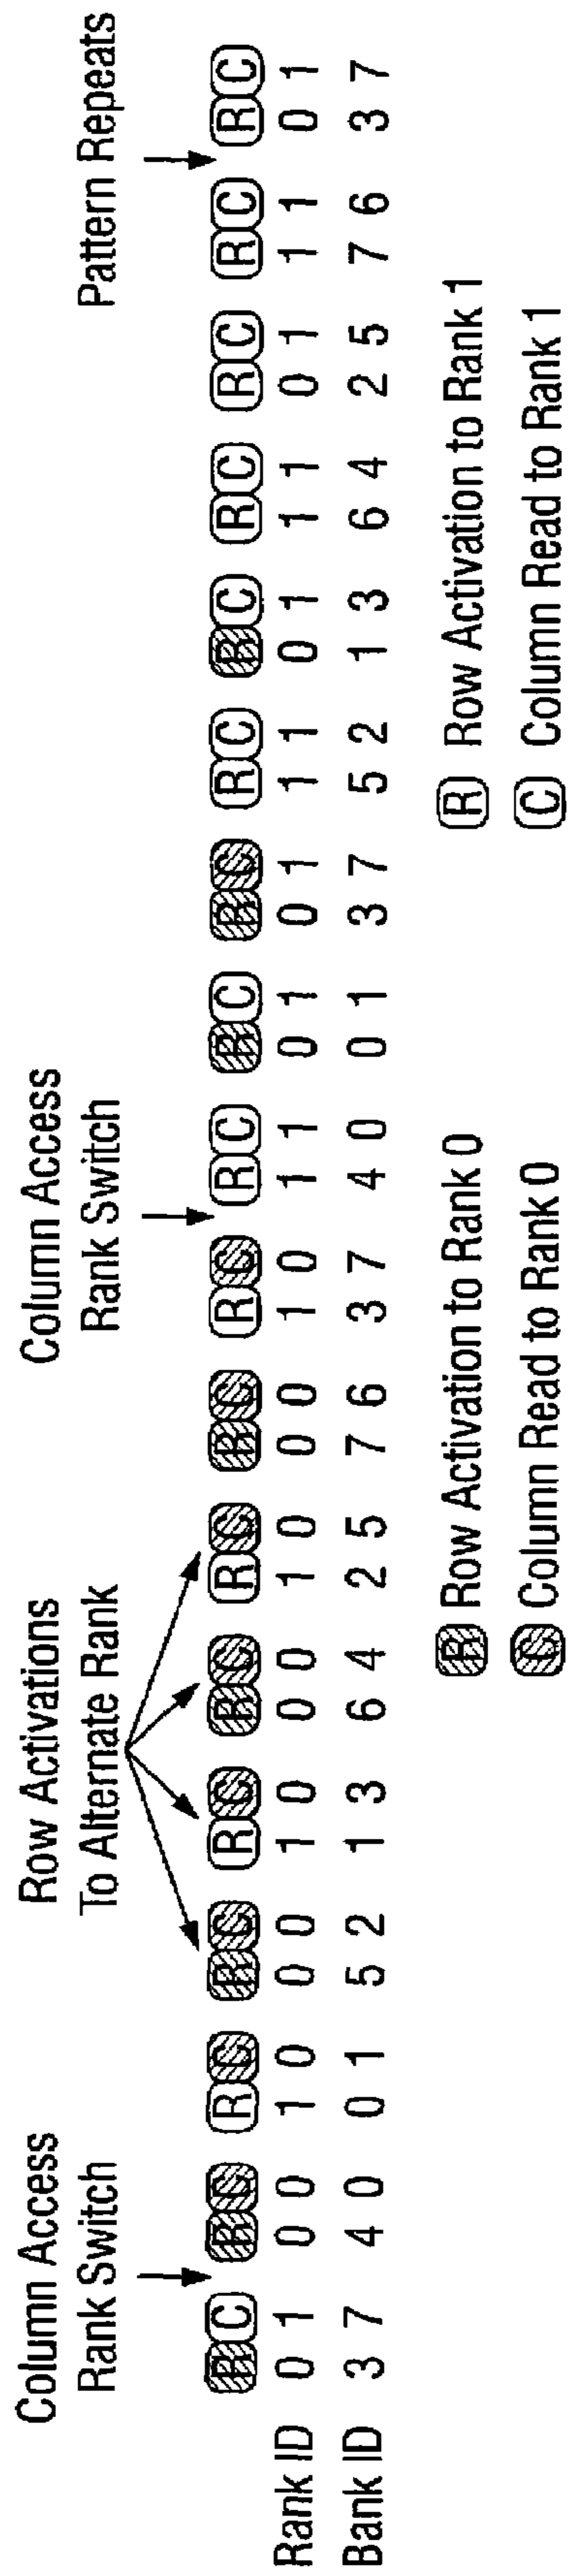 Column Access
Rank Switch
Row Activations
To Alternate Rank
Column Access
Rank Switch
Pattern Repeats
R C R C R C R C R C R C R C R C R C R C R C R C R C R C R C R C R C R C
Rank ID 0 1 0 0 1 0 0 0 1 0 0 0 1 0 0 0 1 0 1 1 0 1 0 1 1 1 0 1 1 1 0 1 1 1 0 1
Bank ID 3 7 4 0 0 1 5 2 1 3 6 4 2 5 7 6 3 7 4 0 0 1 3 7 5 2 1 3 6 4 2 5 7 6 3 7
R Row Activation to Rank 0
C Column Read to Rank 0
R Row Activation to Rank 1
C Column Read to Rank 1